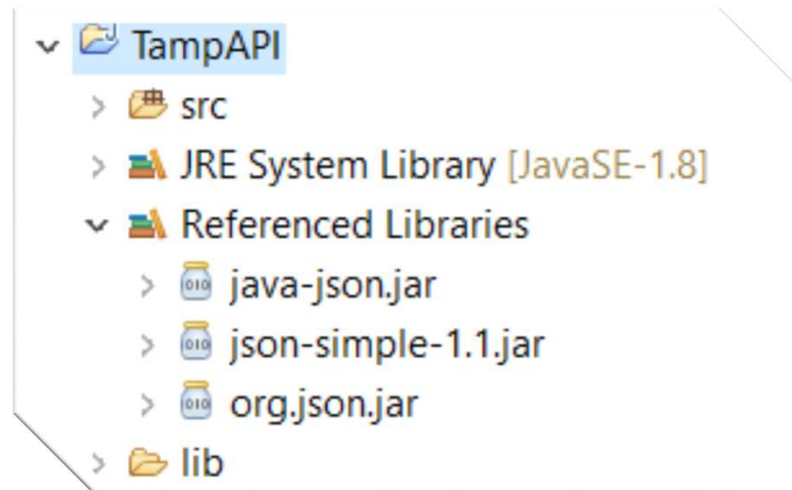 TampAPI
src
JRE System Library [JavaSE-1.8]
Referenced Libraries
java-json.jar
json-simple-1.1.jar
org.json.jar
lib